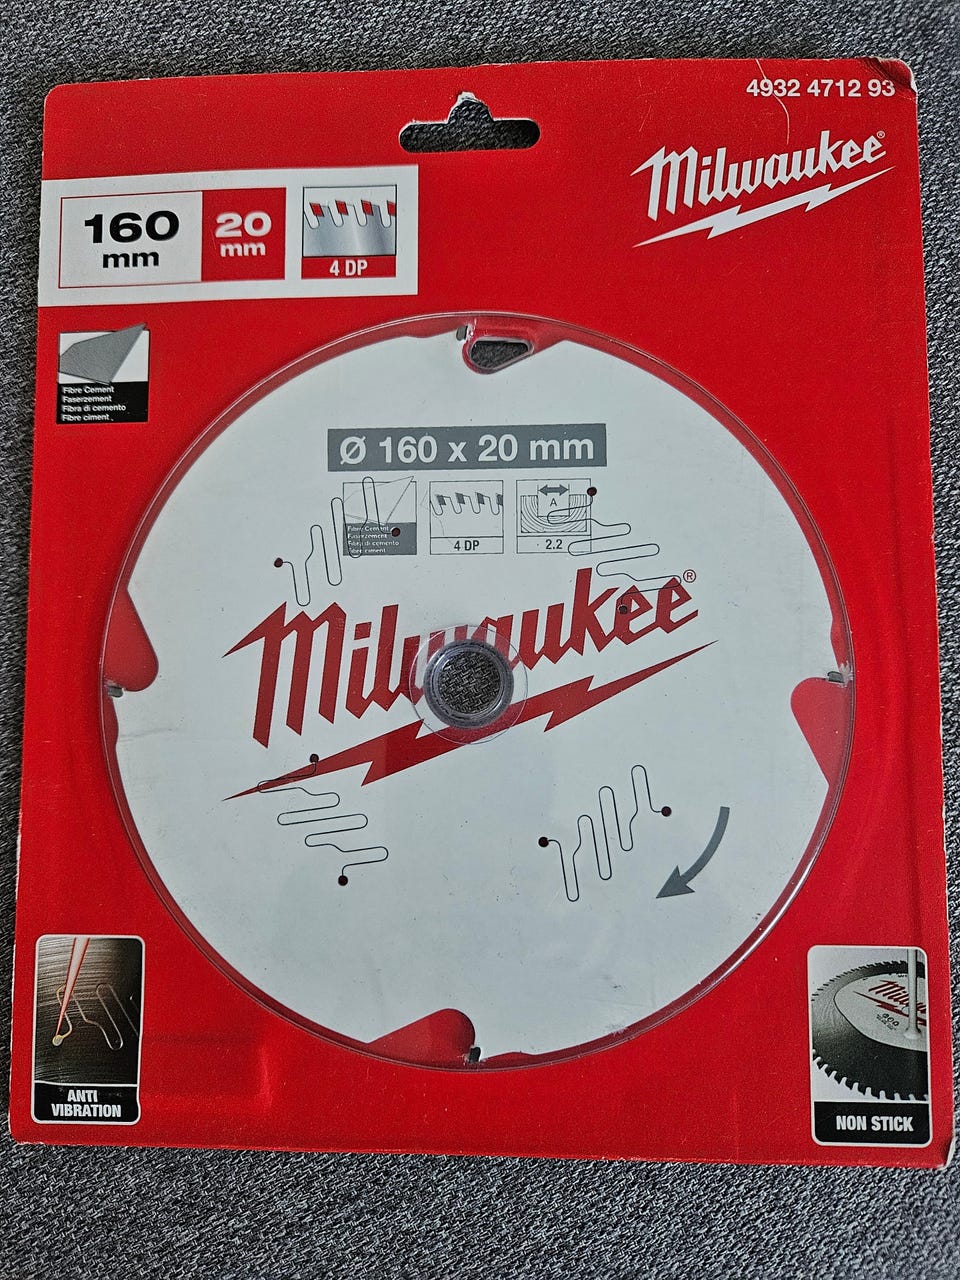 4932 4712 93
Milwaukee®
160 mm
20 mm
4 DP
Fibre Cement
Faserzement
Fibra di cemento
Fibre ciment
Ø 160 x 20 mm
Fibre Cement
Faserzement
Fibra di cemento
Fibre ciment
4 DP
A
2.2
Milwaukee®
ANTI
VIBRATION
Milwau
NON STICK